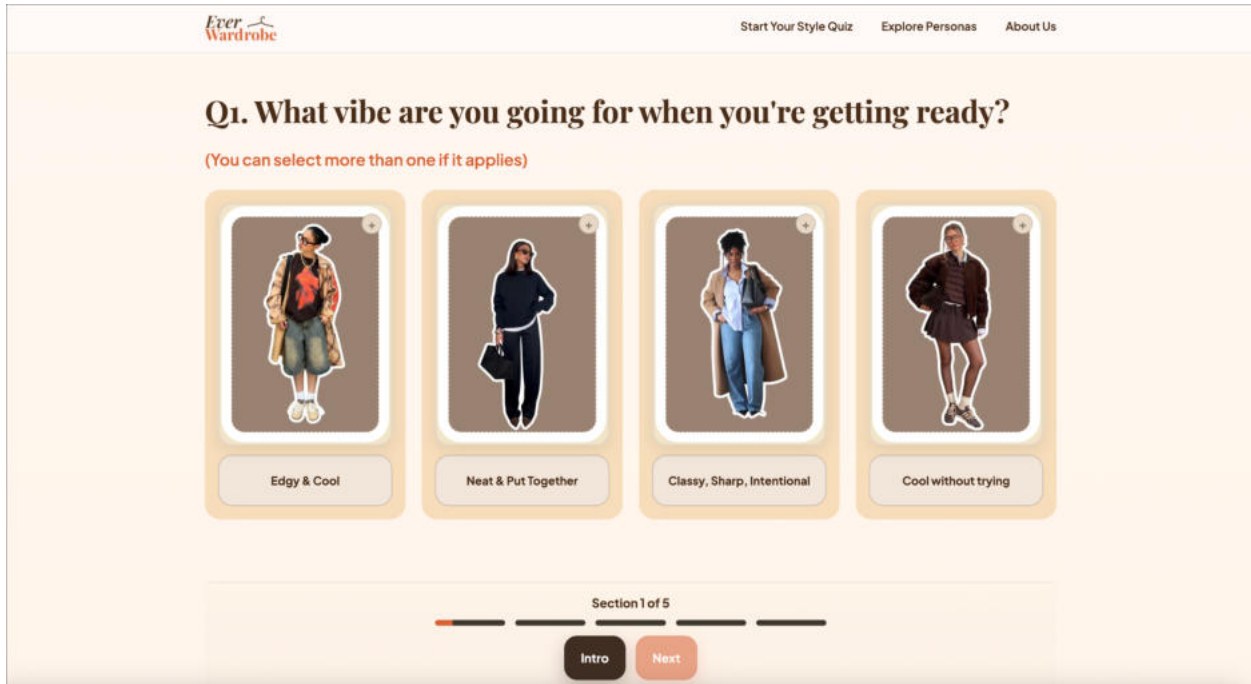 Ever
Wardrobe
Start Your Style Quiz
Explore Personas
About Us
Q1. What vibe are you going for when you're getting ready?
(You can select more than one if it applies)
+
+
+
+
Edgy & Cool
Neat & Put Together
Classy, Sharp, Intentional
Cool without trying
Section 1 of 5
Intro
Next